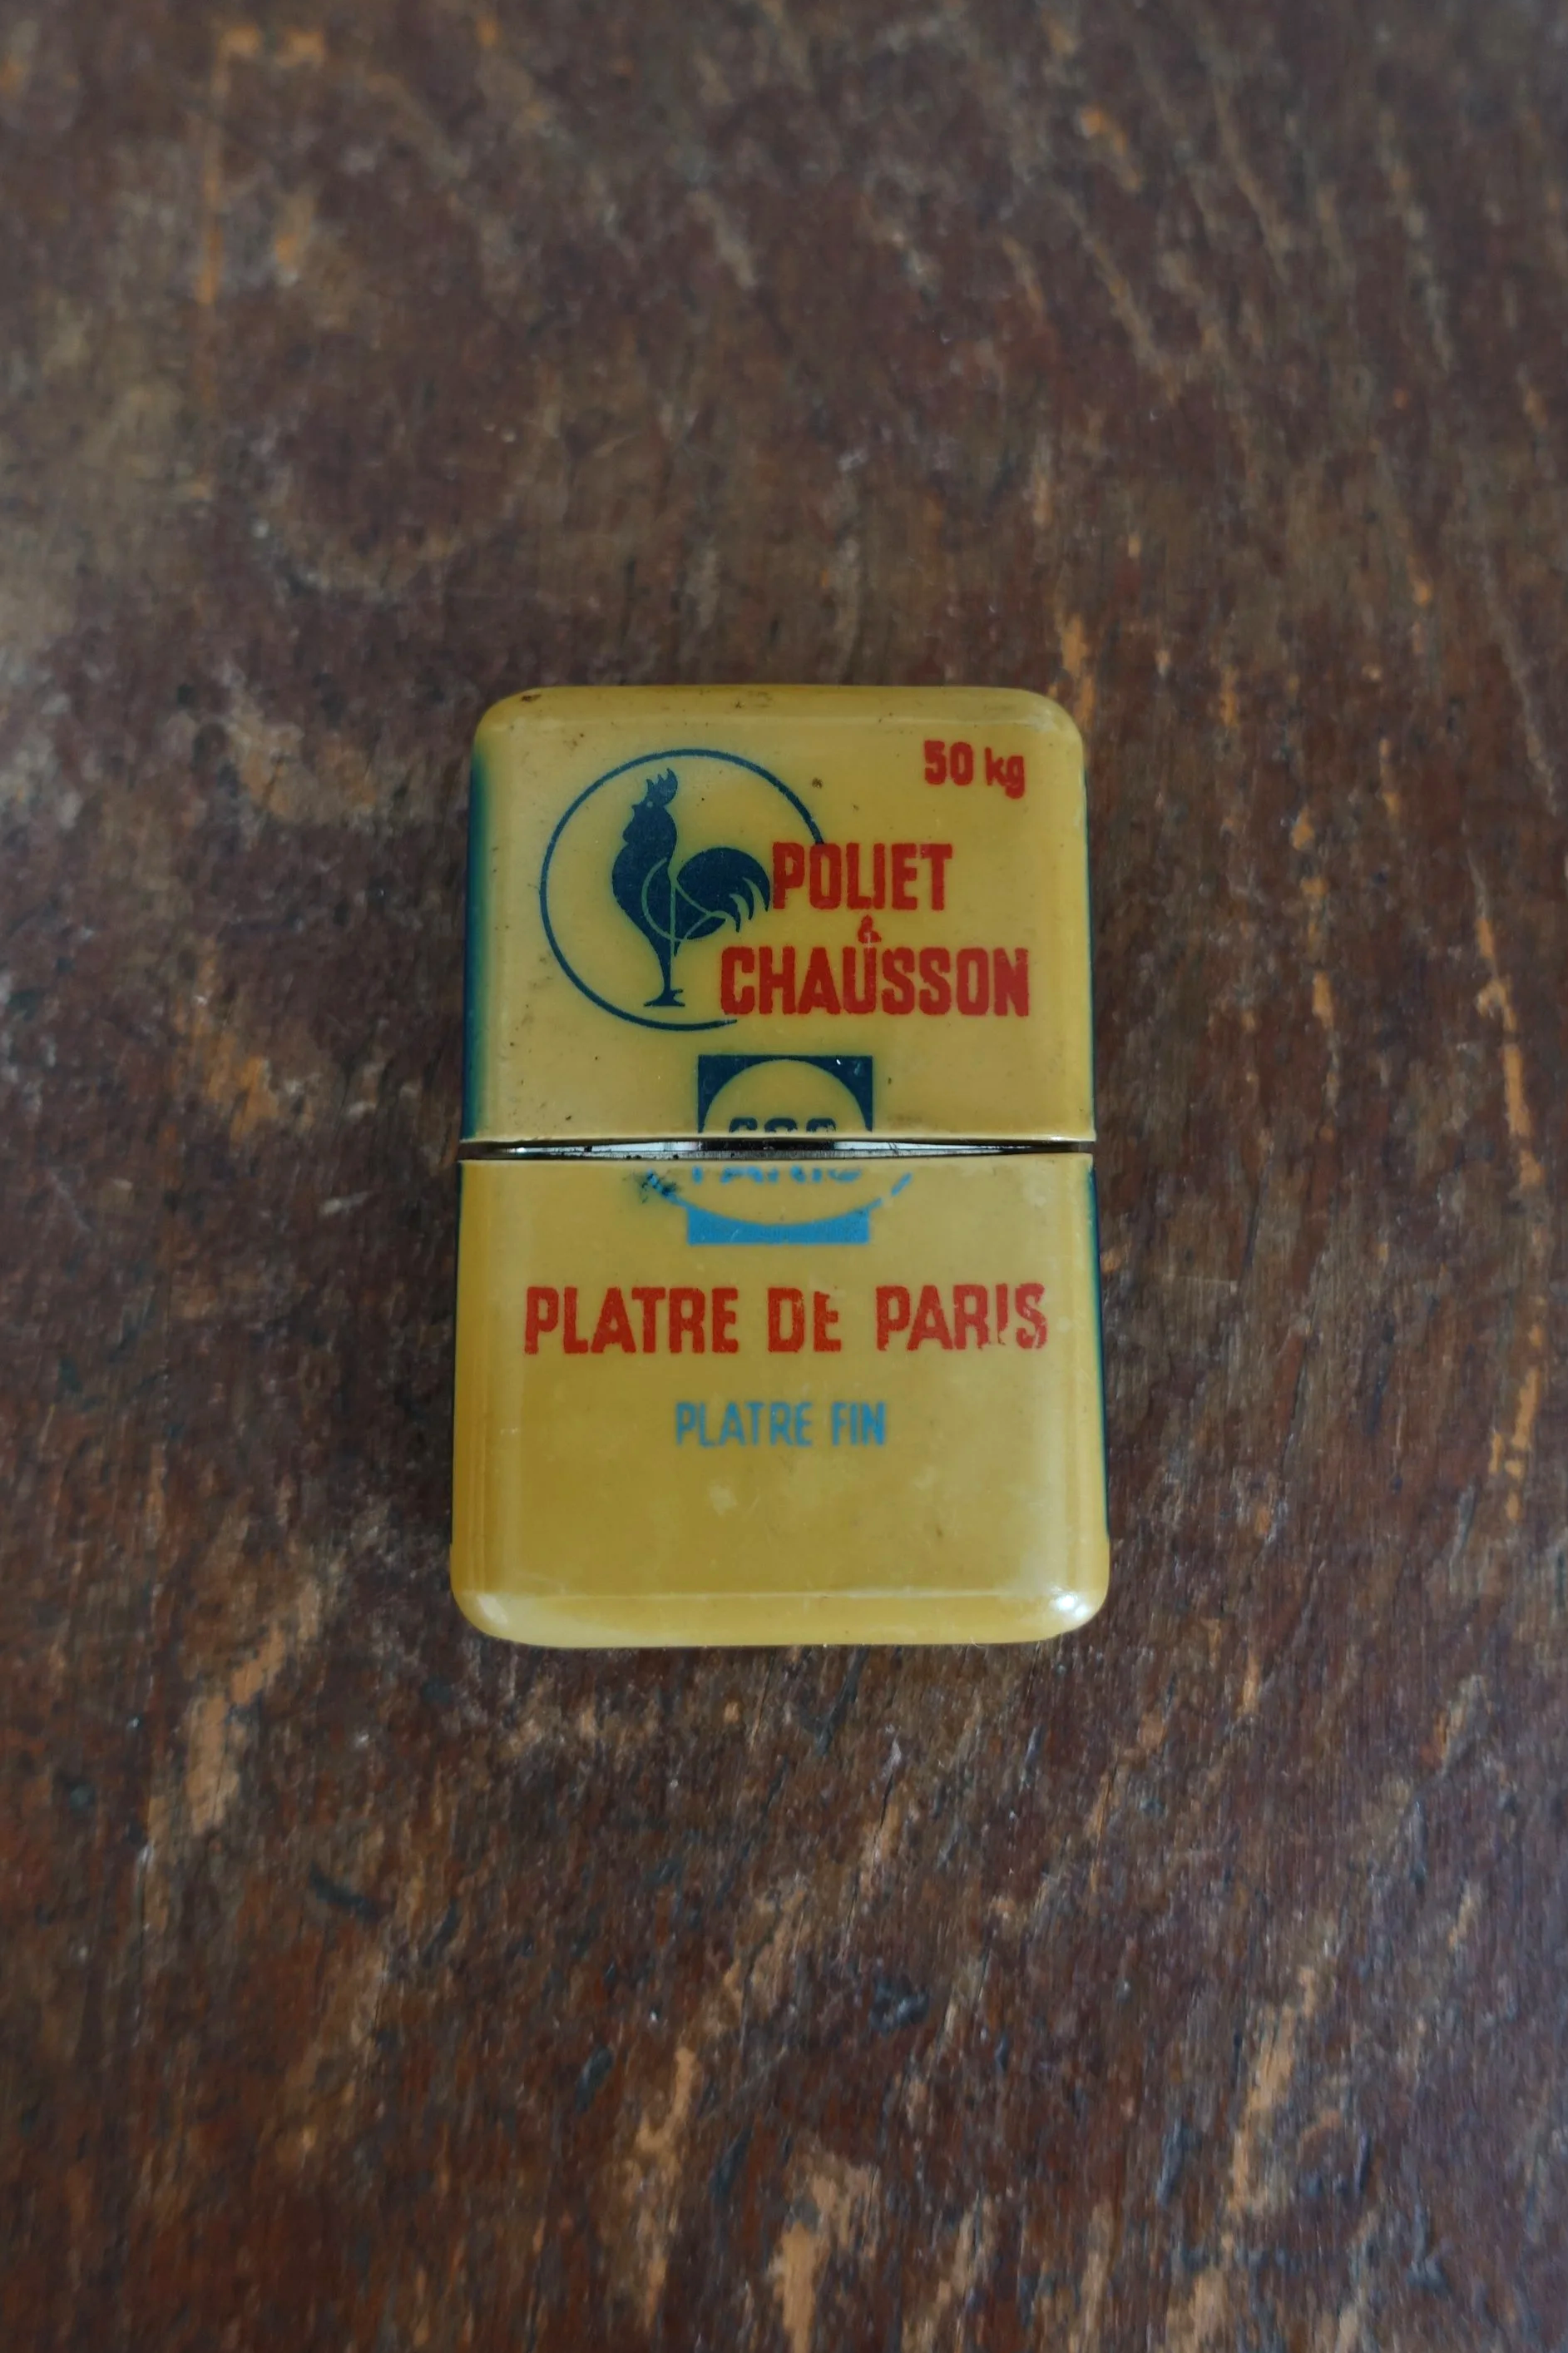 50 kg
POLIET
&
CHAUSSON
PLATRE DE PARIS
PLATRE FIN